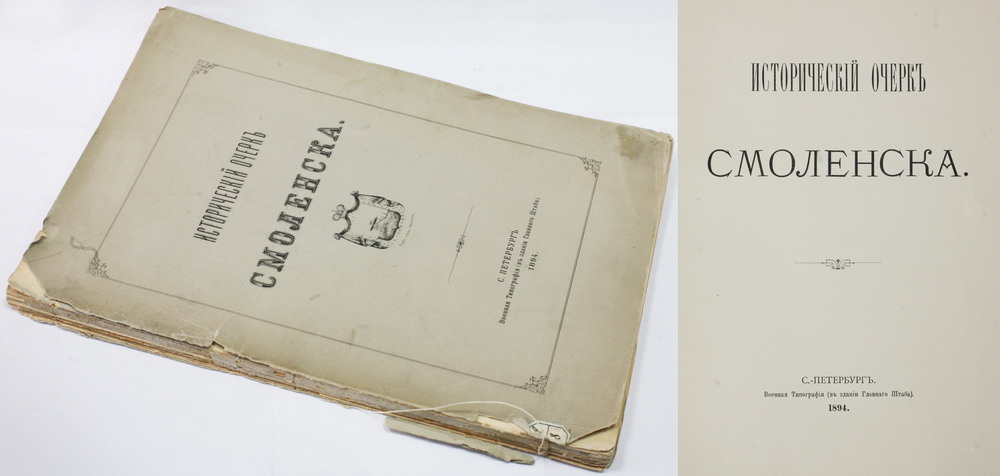 ИСТОРИЧЕСКІЙ ОЧЕРКЪ
СМОЛЕНСКА.
С. ПЕТЕРБУРГЪ
Военная Типографія (въ зданіи Главнаго Штаба)
1894.
ИСТОРИЧЕСКІЙ ОЧЕРКЪ
СМОЛЕНСКА.
С.-ПЕТЕРБУРГЪ.
Военная Типографія (въ зданіи Главнаго Штаба).
1894.